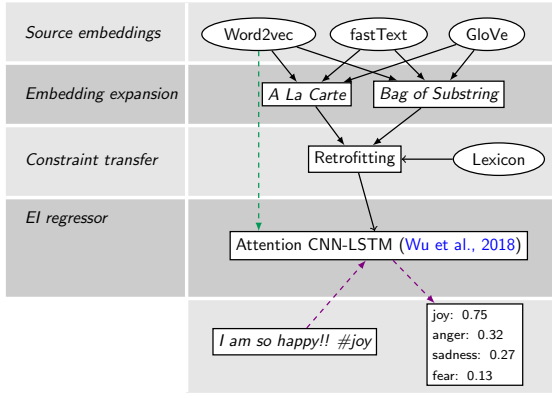 Source embeddings
Word2vec
fastText
GloVe
Embedding expansion
A La Carte
Bag of Substring
Constraint transfer
Retrofitting
Lexicon
EI regressor
Attention CNN-LSTM (Wu et al., 2018)
I am so happy!! #joy
joy: 0.75
anger: 0.32
sadness: 0.27
fear: 0.13